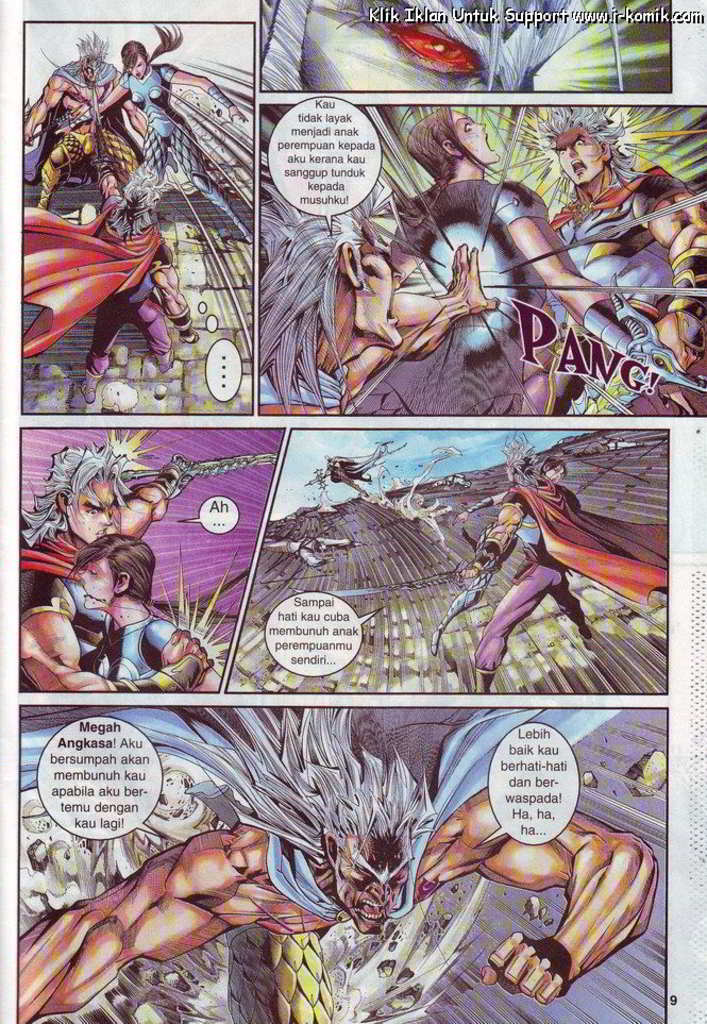 Klik Iklan Untuk Support www.i-komik.com
Kau
tidak layak
menjadi anak
perempuan kepada
aku kerana kau
sanggup tunduk
kepada
musuhku!
...
PANG!
Ah
...
Sampai
hati kau cuba
membunuh anak
perempuanmu
sendiri...
Megah
Angkasa! Aku
bersumpah akan
membunuh kau
apabila aku ber-
temu dengan
kau lagi!
Lebih
baik kau
berhati-hati
dan ber-
waspada!
Ha, ha,
ha...
9